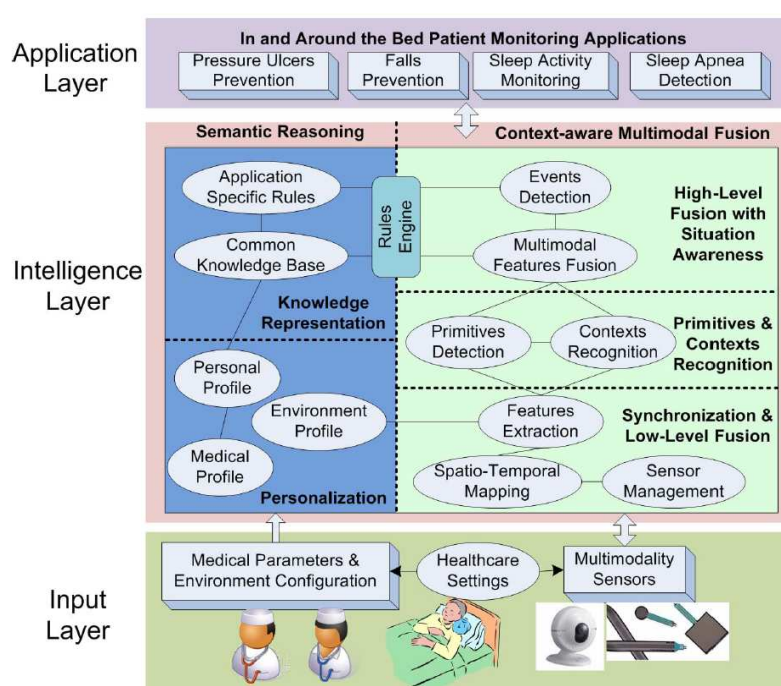 Application
Layer
In and Around the Bed Patient Monitoring Applications
Pressure Ulcers
Prevention
Falls
Prevention
Sleep Activity
Monitoring
Sleep Apnea
Detection
Intelligence
Layer
Semantic Reasoning
Context-aware Multimodal Fusion
Application
Specific Rules
Common
Knowledge Base
Rules
Engine
Knowledge
Representation
Events
Detection
Multimodal
Features Fusion
High-Level
Fusion with
Situation
Awareness
Primitives
Detection
Contexts
Recognition
Primitives &
Contexts
Recognition
Personal
Profile
Environment
Profile
Medical
Profile
Personalization
Features
Extraction
Spatio-Temporal
Mapping
Sensor
Management
Synchronization &
Low-Level Fusion
Input
Layer
Medical Parameters &
Environment Configuration
Healthcare
Settings
Multimodality
Sensors